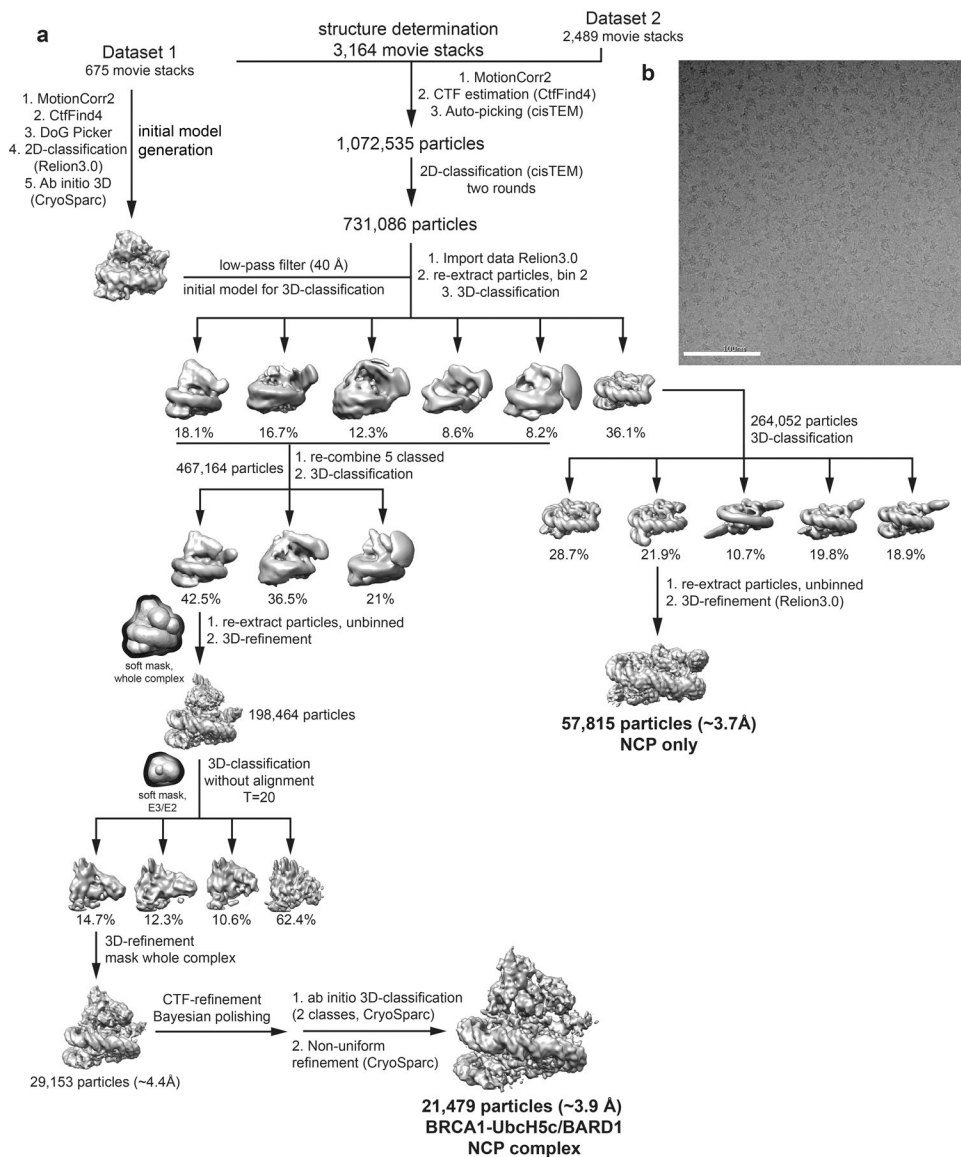 a
Dataset 1
675 movie stacks
structure determination
3,164 movie stacks
Dataset 2
2,489 movie stacks
b
1. MotionCorr2
2. CtfFind4
3. DoG Picker
4. 2D-classification
(Relion3.0)
5. Ab initio 3D
(CryoSparc)
initial model
generation
1. MotionCorr2
2. CTF estimation (CtfFind4)
3. Auto-picking (cisTEM)
1,072,535 particles
2D-classification (cisTEM)
two rounds
731,086 particles
low-pass filter (40 Å)
initial model for 3D-classification
1. Import data Relion3.0
2. re-extract particles, bin 2
3. 3D-classification
100nm
18.1%
16.7%
12.3%
8.6%
8.2%
36.1%
264,052 particles
3D-classification
467,164 particles
1. re-combine 5 classed
2. 3D-classification
28.7%
21.9%
10.7%
19.8%
18.9%
42.5%
36.5%
21%
1. re-extract particles, unbinned
2. 3D-refinement (Relion3.0)
soft mask,
whole complex
1. re-extract particles, unbinned
2. 3D-refinement
198,464 particles
57,815 particles (~3.7Å)
NCP only
soft mask,
E3/E2
3D-classification
without alignment
T=20
14.7%
12.3%
10.6%
62.4%
3D-refinement
mask whole complex
CTF-refinement
Bayesian polishing
1. ab initio 3D-classification
(2 classes, CryoSparc)
2. Non-uniform
refinement (CryoSparc)
29,153 particles (~4.4Å)
21,479 particles (~3.9 Å)
BRCA1-UbcH5c/BARD1
NCP complex